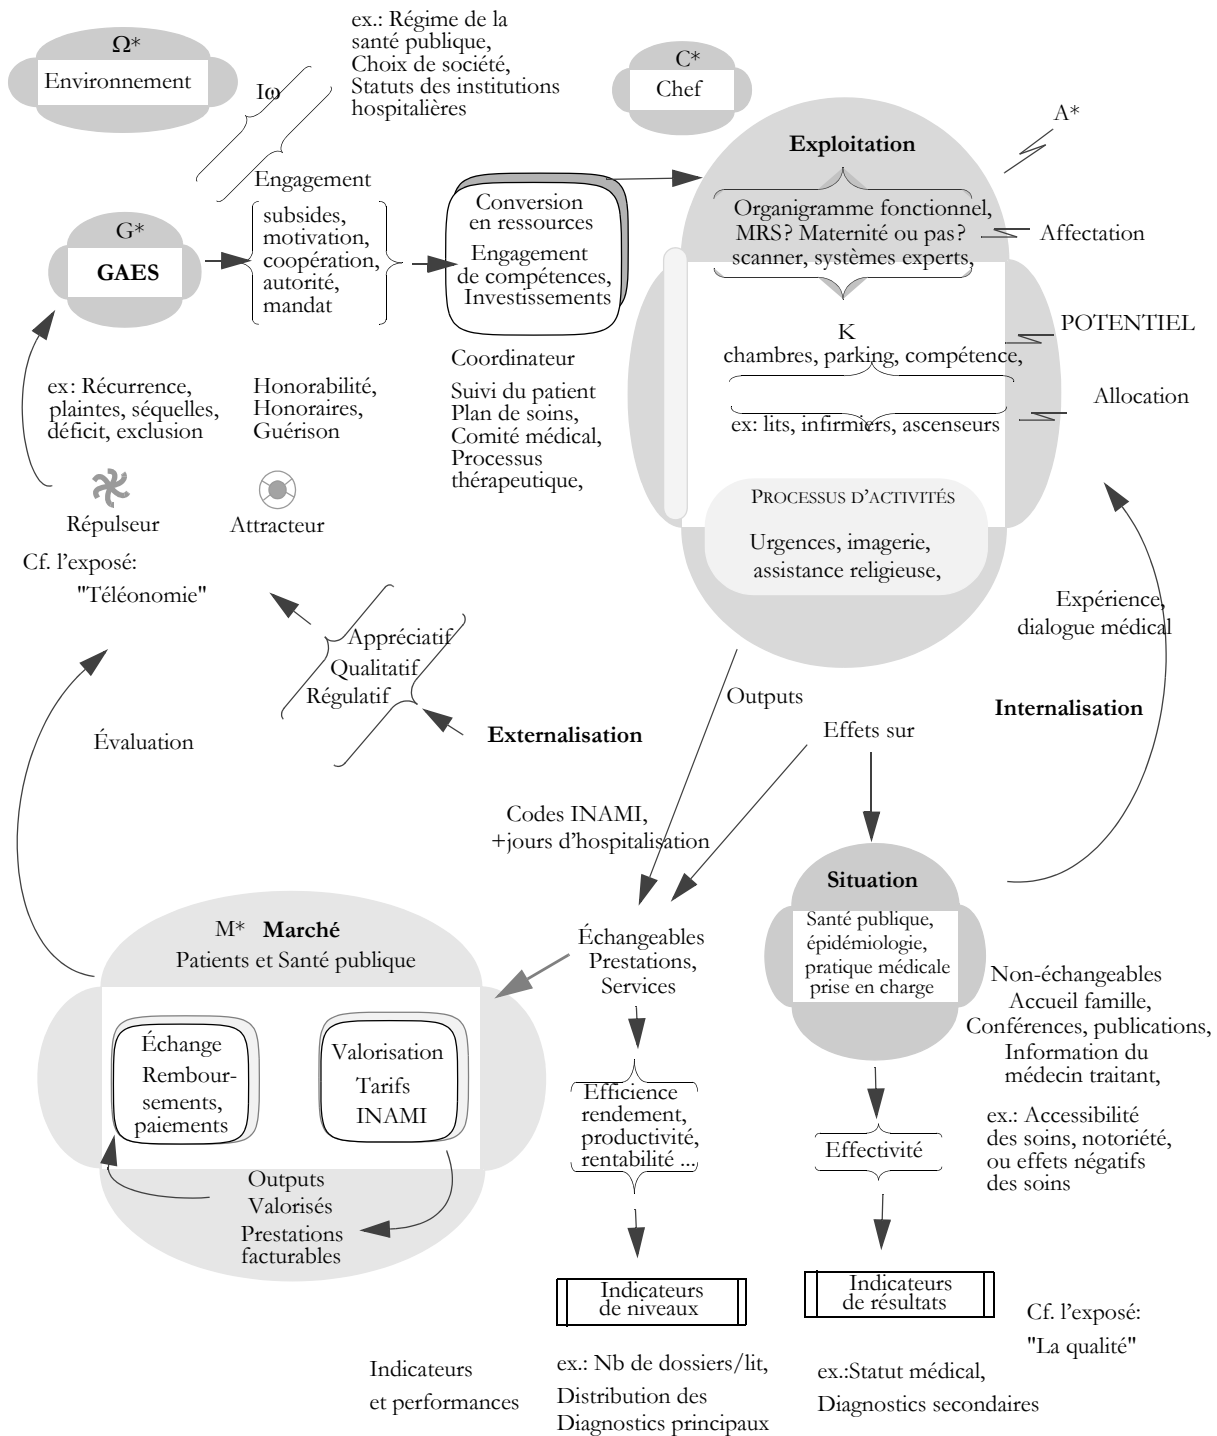 Ω*
Environnement
Iω
ex.: Régime de la
santé publique,
Choix de société,
Statuts des institutions
hospitalières
C*
Chef
A*
Engagement
subsides,
motivation,
coopération,
autorité,
mandat
G*
GAES
Conversion
en ressources
Engagement
de compétences,
Investissements
Exploitation
Organigramme fonctionnel,
MRS? Maternité ou pas?
scanner, systèmes experts,
Affectation
K
chambres, parking, compétence,
POTENTIEL
Allocation
ex: lits, infirmiers, ascenseurs
PROCESSUS D'ACTIVITÉS
Urgences, imagerie,
assistance religieuse,
ex: Récurrence,
plaintes, séquelles,
déficit, exclusion
Honorabilité,
Honoraires,
Guérison
Coordinateur
Suivi du patient
Plan de soins,
Comité médical,
Processus
thérapeutique,
Répulseur
Attracteur
Cf. l'exposé:
"Téléonomie"
Appréciatif
Qualitatif
Régulatif
Externalisation
Évaluation
Outputs
Effets sur
Expérience,
dialogue médical
Internalisation
Codes INAMI,
+jours d'hospitalisation
M* Marché
Patients et Santé publique
Échange
Rembour-
sements,
paiements
Valorisation
Tarifs
INAMI
Outputs
Valorisés
Prestations
facturables
Échangeables
Prestations,
Services
Efficience
rendement,
productivité,
rentabilité ...
Situation
Santé publique,
épidémiologie,
pratique médicale
prise en charge
Non-échangeables
Accueil famille,
Conférences, publications,
Information du
médecin traitant,
Effectivité
ex.: Accessibilité
des soins, notoriété,
ou effets négatifs
des soins
Indicateurs
de niveaux
Indicateurs
de résultats
Cf. l'exposé:
"La qualité"
Indicateurs
et performances
ex.: Nb de dossiers/lit,
Distribution des
Diagnostics principaux
ex.:Statut médical,
Diagnostics secondaires